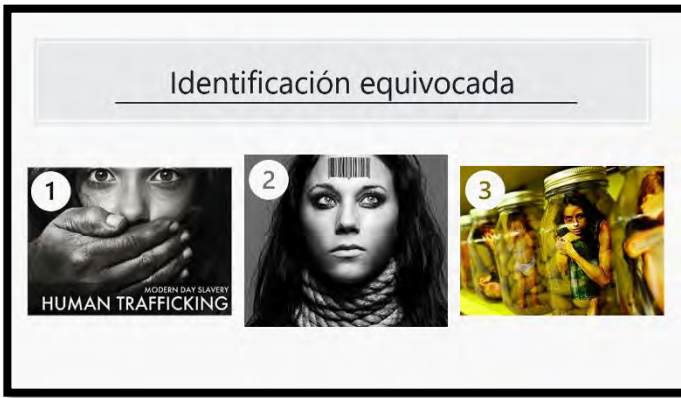 Identificación equivocada
1
2
3
MODERN DAY SLAVERY
HUMAN TRAFFICKING